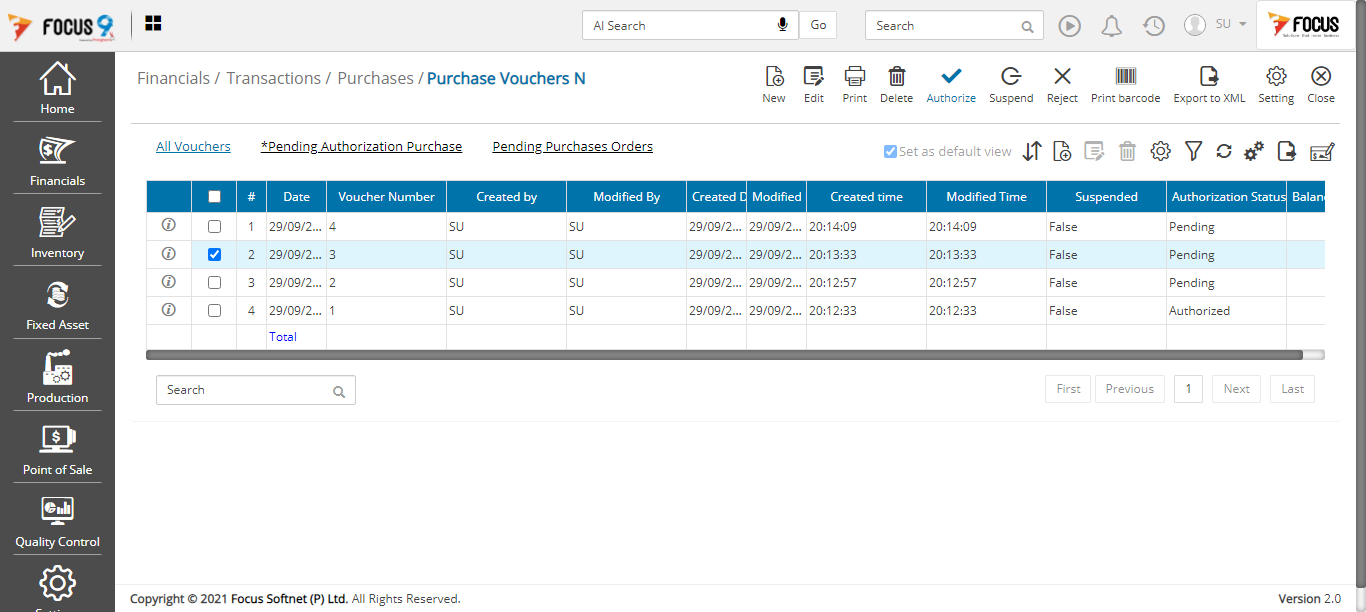 FOCUS 9
AI Search
Go
Search
SU
FOCUS
Home
Financials
Inventory
Fixed Asset
Production
Point of Sale
Quality Control
Financials / Transactions / Purchases / Purchase Vouchers N
New Edit Print Delete Authorize Suspend Reject Print barcode Export to XML Setting Close
All Vouchers *Pending Authorization Purchase Pending Purchases Orders
Set as default view
# Date Voucher Number Created by Modified By Created D Modified Created time Modified Time Suspended Authorization Status Balan
1 29/09/2... 4 SU SU 29/09/2... 29/09/2... 20:14:09 20:14:09 False Pending
2 29/09/2... 3 SU SU 29/09/2... 29/09/2... 20:13:33 20:13:33 False Pending
3 29/09/2... 2 SU SU 29/09/2... 29/09/2... 20:12:57 20:12:57 False Pending
4 29/09/2... 1 SU SU 29/09/2... 29/09/2... 20:12:33 20:12:33 False Authorized
Total
Search
First Previous 1 Next Last
Copyright © 2021 Focus Softnet (P) Ltd. All Rights Reserved.
Version 2.0